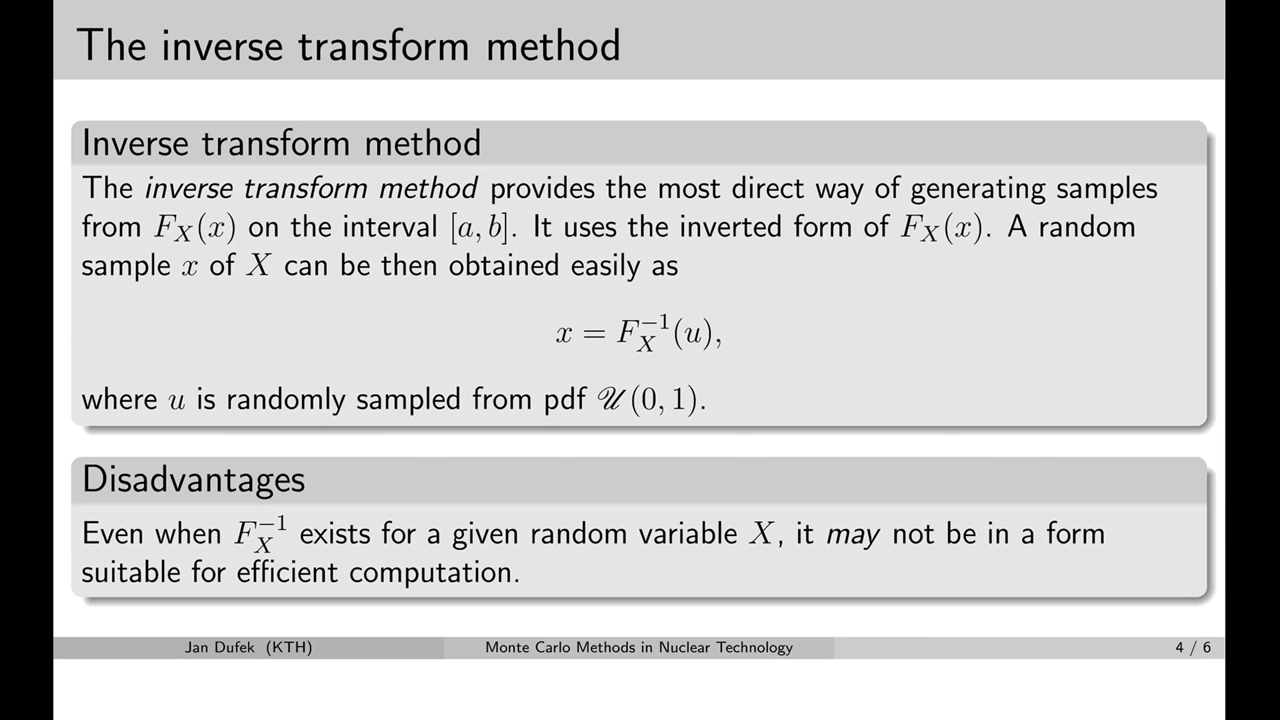 The inverse transform method
Inverse transform method
The inverse transform method provides the most direct way of generating samples
from $F_X(x)$ on the interval $[a, b]$. It uses the inverted form of $F_X(x)$. A random
sample $x$ of $X$ can be then obtained easily as
$x = F_X^{-1}(u),$
where $u$ is randomly sampled from pdf $\mathscr{U}(0, 1)$.
Disadvantages
Even when $F_X^{-1}$ exists for a given random variable $X$, it may not be in a form
suitable for efficient computation.
Jan Dufek (KTH) Monte Carlo Methods in Nuclear Technology 4 / 6